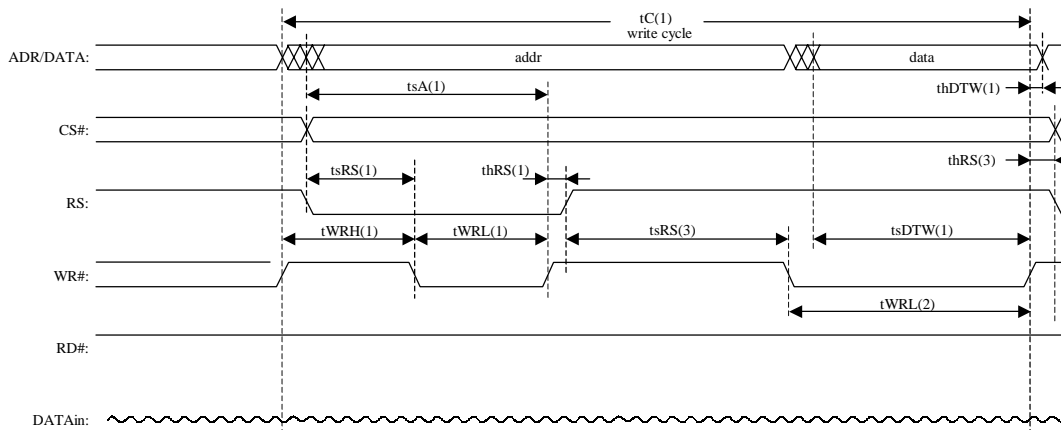 tC(1)
write cycle
ADR/DATA:
addr
data
tsA(1)
thDTW(1)
CS#:
tsRS(1)
thRS(1)
thRS(3)
RS:
tWRH(1)
tWRL(1)
tsRS(3)
tsDTW(1)
WR#:
tWRL(2)
RD#:
DATAin: